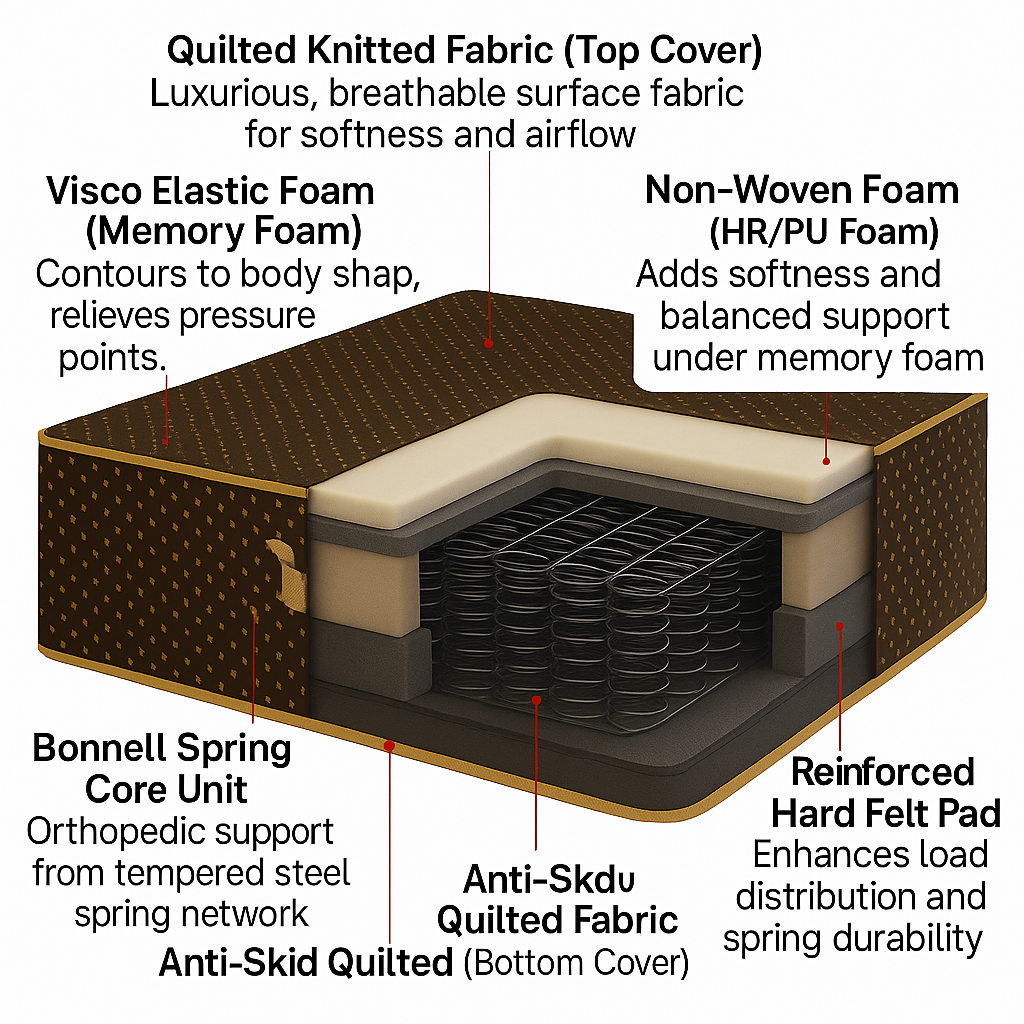 Quilted Knitted Fabric (Top Cover)
Luxurious, breathable surface fabric
for softness and airflow
Visco Elastic Foam
(Memory Foam)
Contours to body shap,
relieves pressure
points.
Non-Woven Foam
(HR/PU Foam)
Adds softness and
balanced support
under memory foam
Bonnell Spring
Core Unit
Orthopedic support
from tempered steel
spring network
Anti-Skdu
Quilted Fabric
Anti-Skid Quilted (Bottom Cover)
Reinforced
Hard Felt Pad
Enhances load
distribution and
spring durability